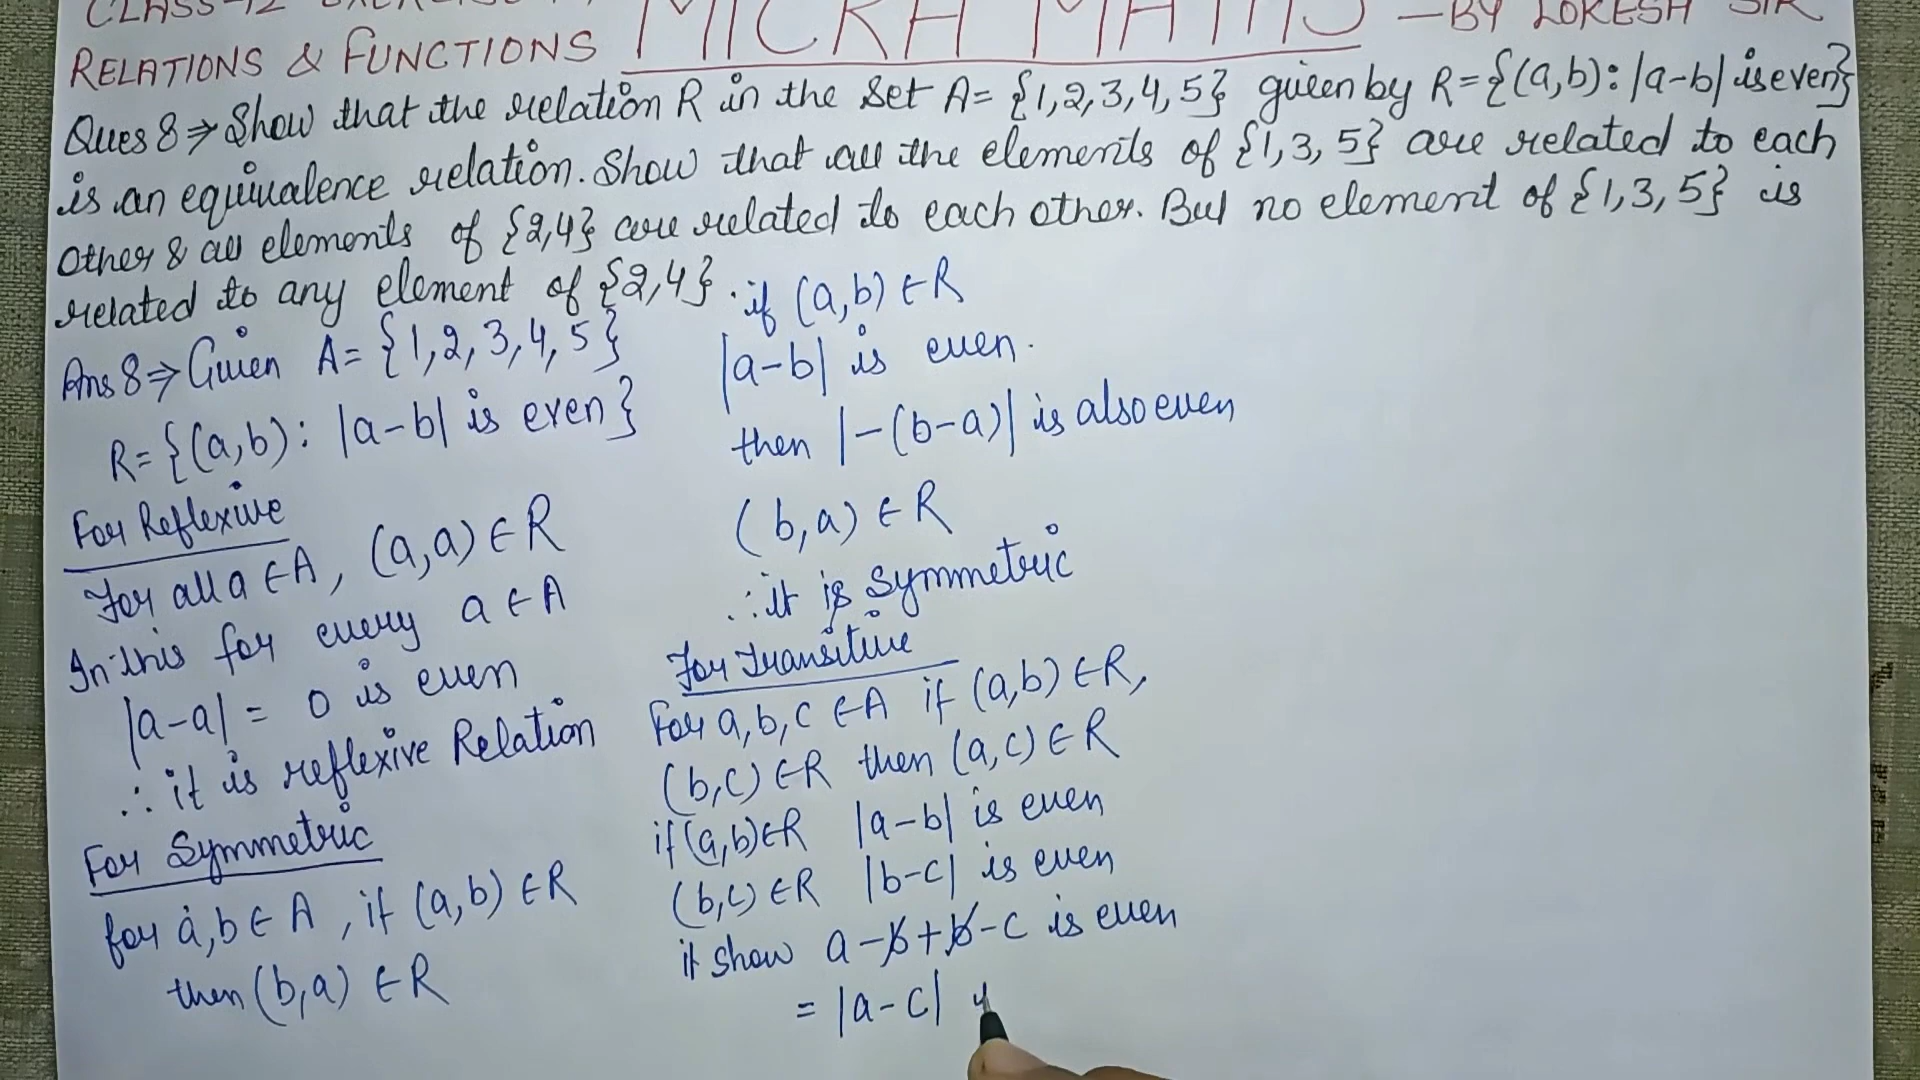 RELATIONS & FUNCTIONS MICRA MATHS - BY LOKESH SIR
Ques 8 ⇒ Show that the relation R in the Set A = {1,2,3,4,5} given by R = {(a,b): |a-b| is even}
is an equivalence relation. Show that all the elements of {1,3,5} are related to each
other & all elements of {2,4} are related to each other. But no element of {1,3,5} is
related to any element of {2,4}.
Ans 8 ⇒ Given A = {1,2,3,4,5}
R = {(a,b): |a-b| is even}
For Reflexive
For all a ∈ A, (a,a) ∈ R
In this for every a ∈ A
|a-a| = 0 is even
∴ it is reflexive Relation
For Symmetric
for a,b ∈ A, if (a,b) ∈ R
then (b,a) ∈ R
if (a,b) ∈ R
|a-b| is even.
then |-(b-a)| is also even
(b,a) ∈ R
∴ it is Symmetric
For Transitive
For a,b,c ∈ A if (a,b) ∈ R,
(b,c) ∈ R then (a,c) ∈ R
if (a,b) ∈ R |a-b| is even
(b,c) ∈ R |b-c| is even
it show a-b+b-c is even
= |a-c|